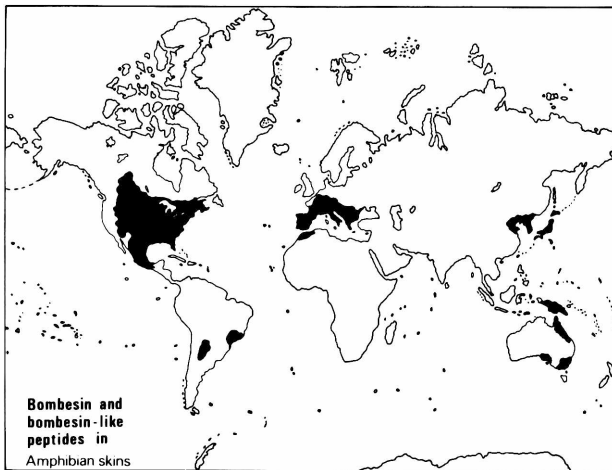 Bombesin and
bombesin-like
peptides in
Amphibian skins